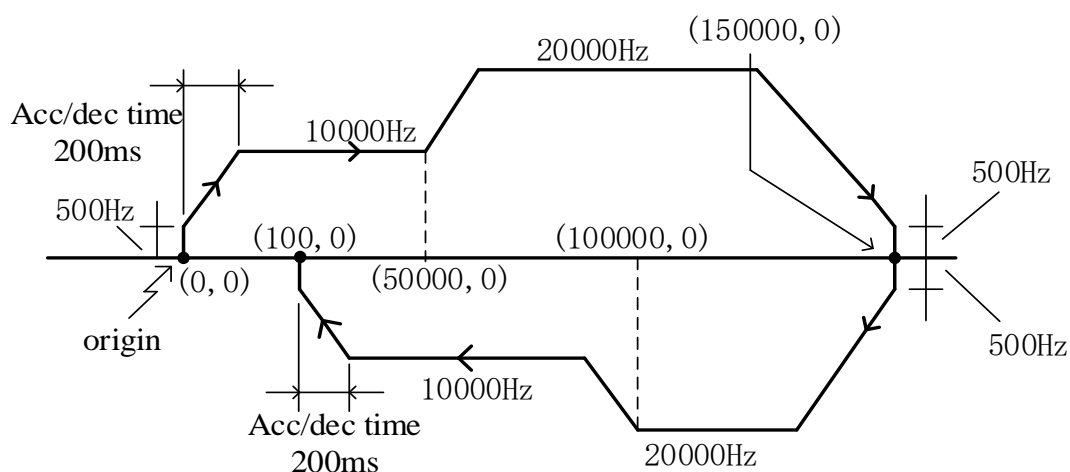 (150000,0)
20000Hz
Acc/dec time
200ms
10000Hz
500Hz
500Hz
(100,0)
(100000,0)
(0,0)
(50000,0)
origin
500Hz
10000Hz
Acc/dec time
200ms
20000Hz